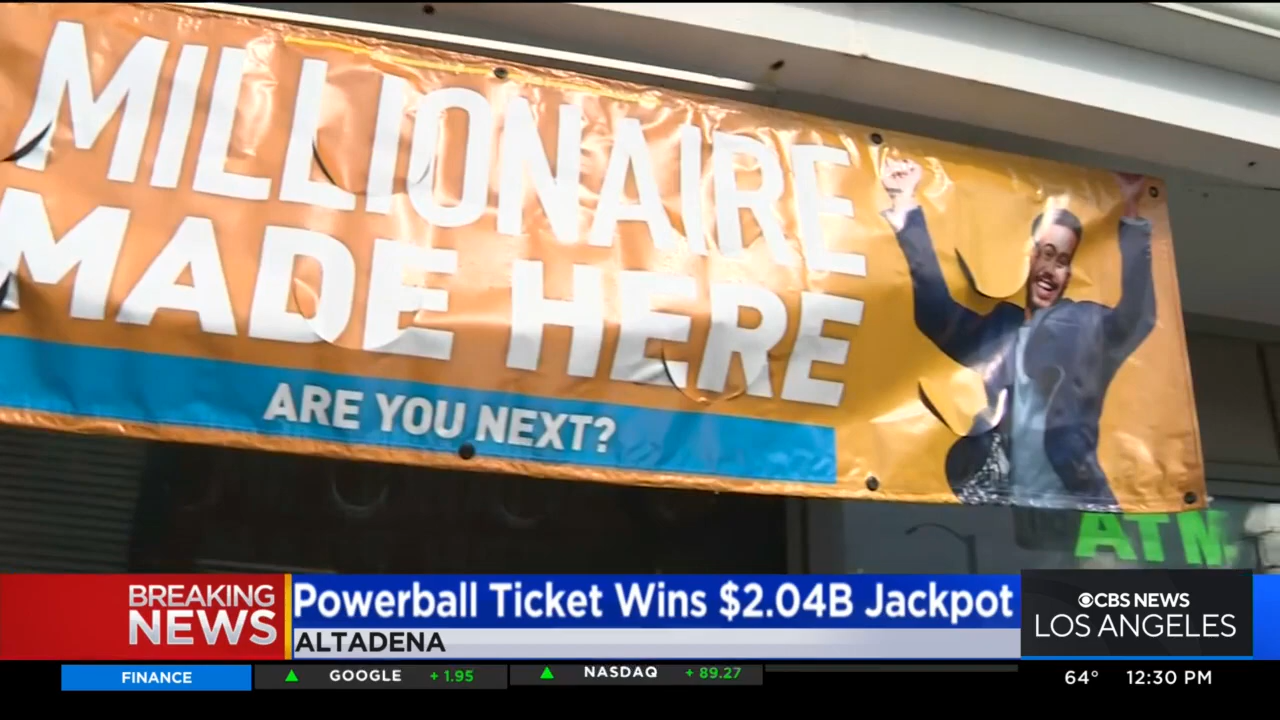 MILLIONAIRE
MADE HERE
ARE YOU NEXT?
ATM
BREAKING
NEWS
Powerball Ticket Wins $2.04B Jackpot
ALTADENA
CBS NEWS
LOS ANGELES
FINANCE
GOOGLE +1.95
NASDAQ +89.27
64° 12:30 PM